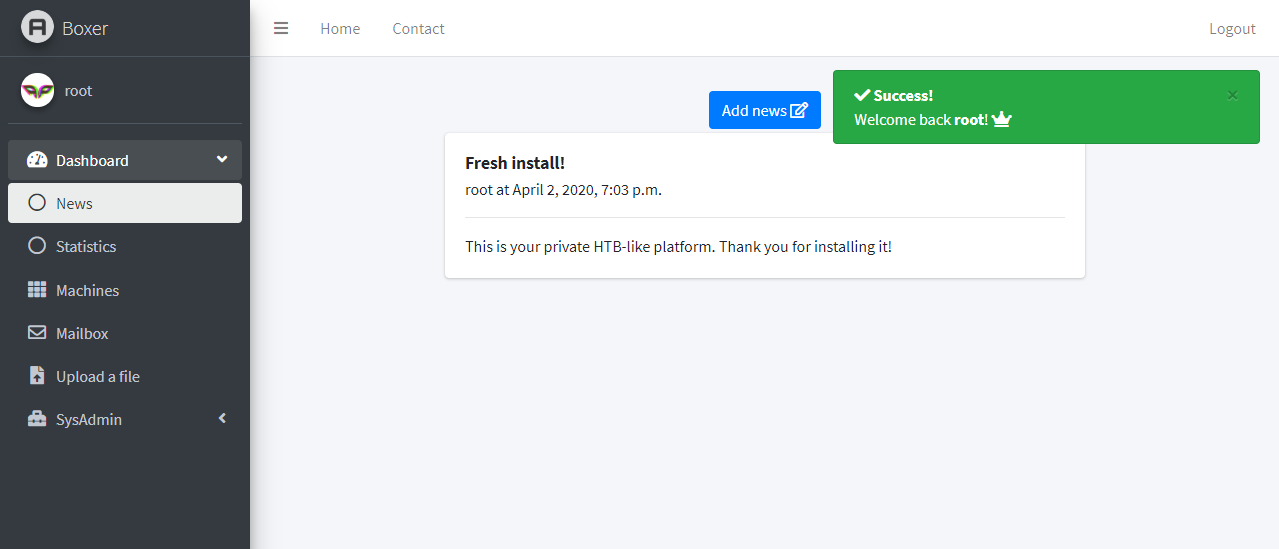 Boxer
Home
Contact
Logout
root
Dashboard
News
Statistics
Machines
Mailbox
Upload a file
SysAdmin
Add news
Success!
×
Welcome back root!
Fresh install!
root at April 2, 2020, 7:03 p.m.
This is your private HTB-like platform. Thank you for installing it!